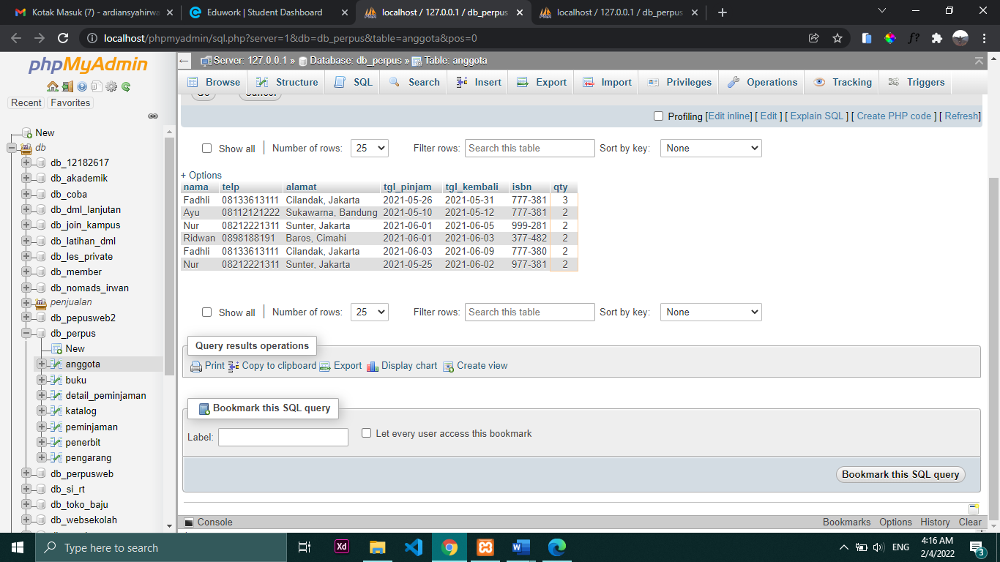 Kotak Masuk (7) - ardiansyahirwa
Eduwork | Student Dashboard
localhost / 127.0.0.1 / db_perpus
localhost / 127.0.0.1 / db_perpus
localhost/phpmyadmin/sql.php?server=1&db=db_perpus&table=anggota&pos=0
f?
phpMyAdmin
Recent Favorites
New
db
db_12182617
db_akademik
db_coba
db_dml_lanjutan
db_join_kampus
db_latihan_dml
db_les_private
db_member
db_nomads_irwan
penjualan
db_pepusweb2
db_perpus
New
anggota
buku
detail_peminjaman
katalog
peminjaman
penerbit
pengarang
db_perpusweb
db_si_rt
db_toko_baju
db_websekolah
Server: 127.0.0.1 » Database: db_perpus » Table: anggota
Browse Structure SQL Search Insert Export Import Privileges Operations Tracking Triggers
Go Cancel
Profiling [Edit inline] [ Edit ] [ Explain SQL ] [ Create PHP code ] [ Refresh]
Show all | Number of rows: 25 Filter rows: Search this table Sort by key: None
+ Options
nama telp alamat tgl_pinjam tgl_kembali isbn qty
Fadhli 08133613111 Cilandak, Jakarta 2021-05-26 2021-05-31 777-381 3
Ayu 08112121222 Sukawarna, Bandung 2021-05-10 2021-05-12 777-381 2
Nur 08212221311 Sunter, Jakarta 2021-06-01 2021-06-05 999-281 2
Ridwan 0898188191 Baros, Cimahi 2021-06-01 2021-06-03 377-482 2
Fadhli 08133613111 Cilandak, Jakarta 2021-06-03 2021-06-09 777-380 2
Nur 08212221311 Sunter, Jakarta 2021-05-25 2021-06-02 977-381 2
Show all | Number of rows: 25 Filter rows: Search this table Sort by key: None
Query results operations
Print Copy to clipboard Export Display chart Create view
Bookmark this SQL query
Label: Let every user access this bookmark
Bookmark this SQL query
Console Bookmarks Options History Clear
Type here to search
Xd
ENG
4:16 AM
2/4/2022
3